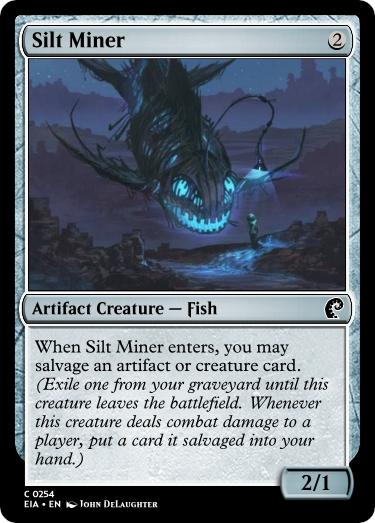 Silt Miner 2
Artifact Creature — Fish
When Silt Miner enters, you may
salvage an artifact or creature card.
(Exile one from your graveyard until this
creature leaves the battlefield. Whenever
this creature deals combat damage to a
player, put a card it salvaged into your
hand.)
2/1
C 0254
EIA • EN John DeLaughter